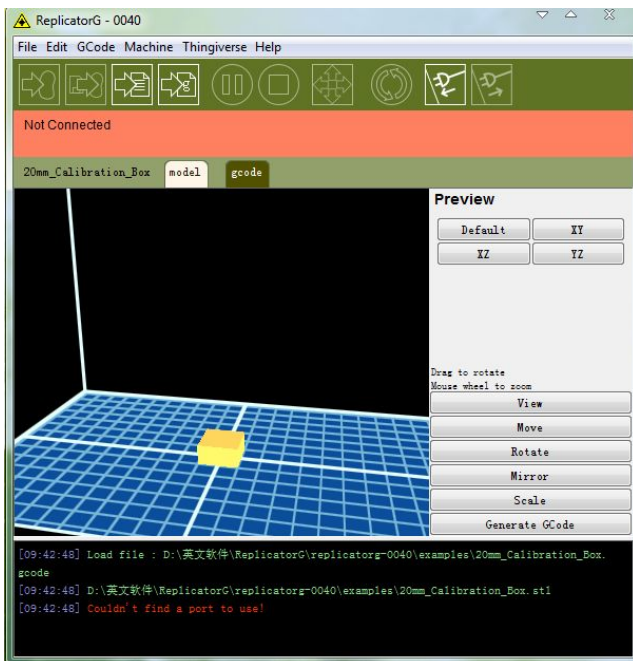 ReplicatorG - 0040
File Edit GCode Machine Thingiverse Help
Not Connected
20mm_Calibration_Box model gcode
Preview
Default XY
XZ YZ
Drag to rotate
Mouse wheel to zoom
View
Move
Rotate
Mirror
Scale
Generate GCode
[09:42:48] Load file : D:\英文软件\ReplicatorG\replicatorg-0040\examples\20mm_Calibration_Box.
gcode
[09:42:48] D:\英文软件\ReplicatorG\replicatorg-0040\examples\20mm_Calibration_Box.stl
[09:42:48] Couldn't find a port to use!